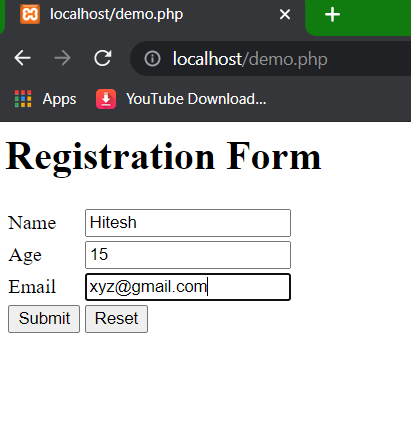 localhost/demo.php
localhost/demo.php
Apps YouTube Download...
Registration Form
Name Hitesh
Age 15
Email xyz@gmail.com
Submit Reset